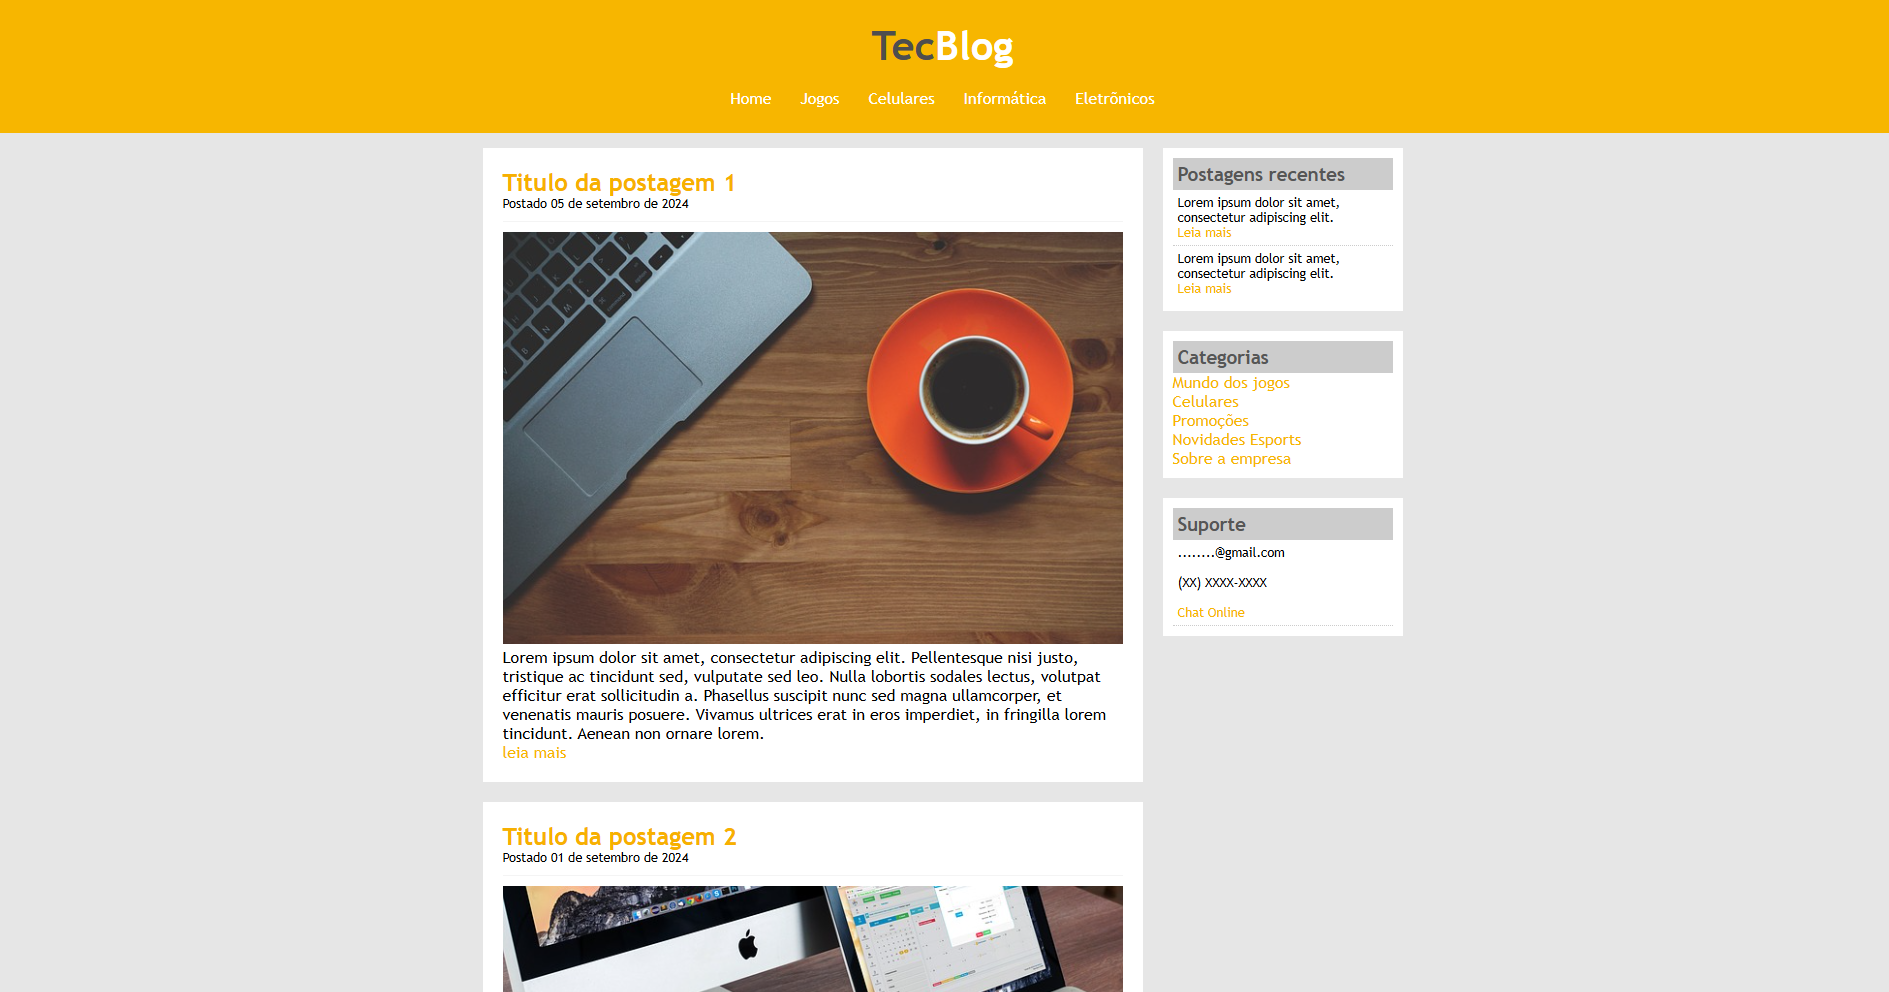 TecBlog
Home Jogos Celulares Informática Eletrônicos
Titulo da postagem 1
Postado 05 de setembro de 2024
Lorem ipsum dolor sit amet, consectetur adipiscing elit. Pellentesque nisi justo,
tristique ac tincidunt sed, vulputate sed leo. Nulla lobortis sodales lectus, volutpat
efficitur erat sollicitudin a. Phasellus suscipit nunc sed magna ullamcorper, et
venenatis mauris posuere. Vivamus ultrices erat in eros imperdiet, in fringilla lorem
tincidunt. Aenean non ornare lorem.
leia mais
Titulo da postagem 2
Postado 01 de setembro de 2024
Postagens recentes
Lorem ipsum dolor sit amet,
consectetur adipiscing elit.
Leia mais
Lorem ipsum dolor sit amet,
consectetur adipiscing elit.
Leia mais
Categorias
Mundo dos jogos
Celulares
Promoções
Novidades Esports
Sobre a empresa
Suporte
........@gmail.com
(XX) XXXX-XXXX
Chat Online